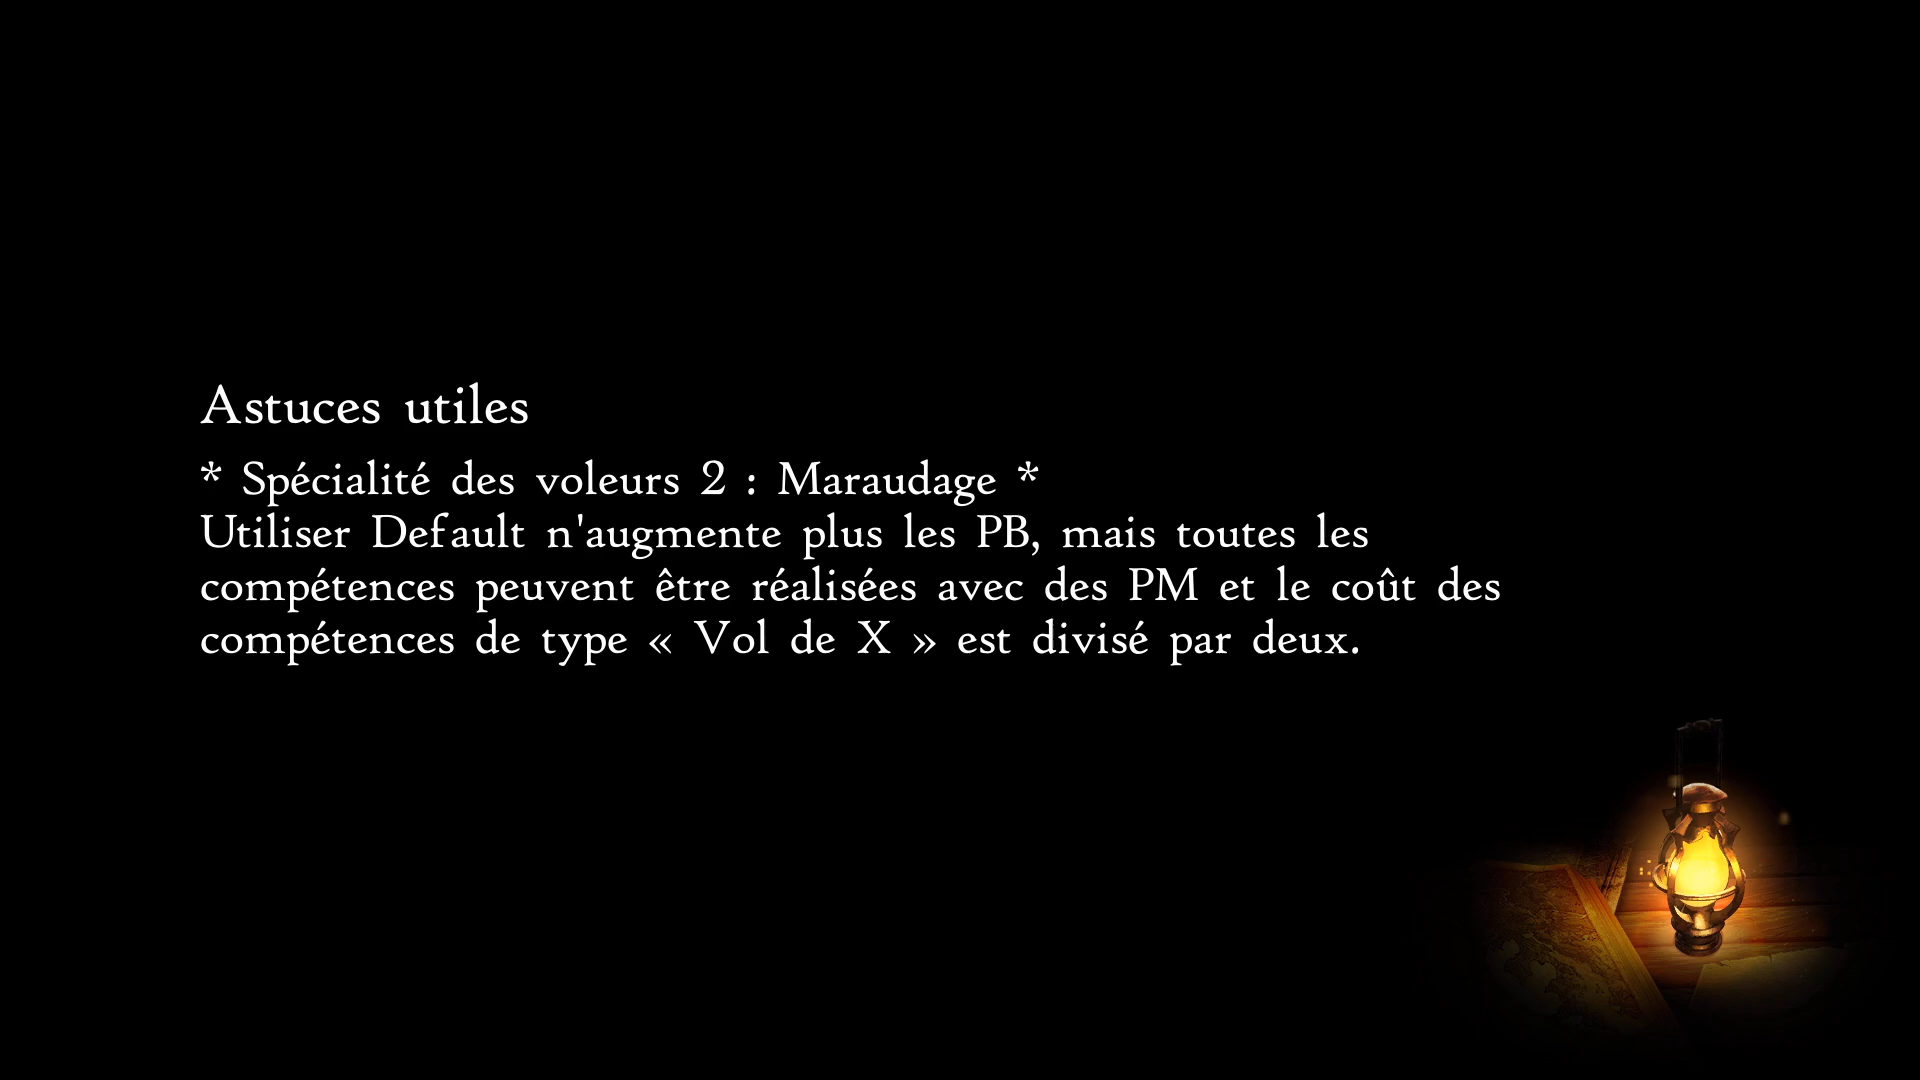 Astuces utiles
* Spécialité des voleurs 2 : Maraudage *
Utiliser Default n'augmente plus les PB, mais toutes les
compétences peuvent être réalisées avec des PM et le coût des
compétences de type « Vol de X » est divisé par deux.